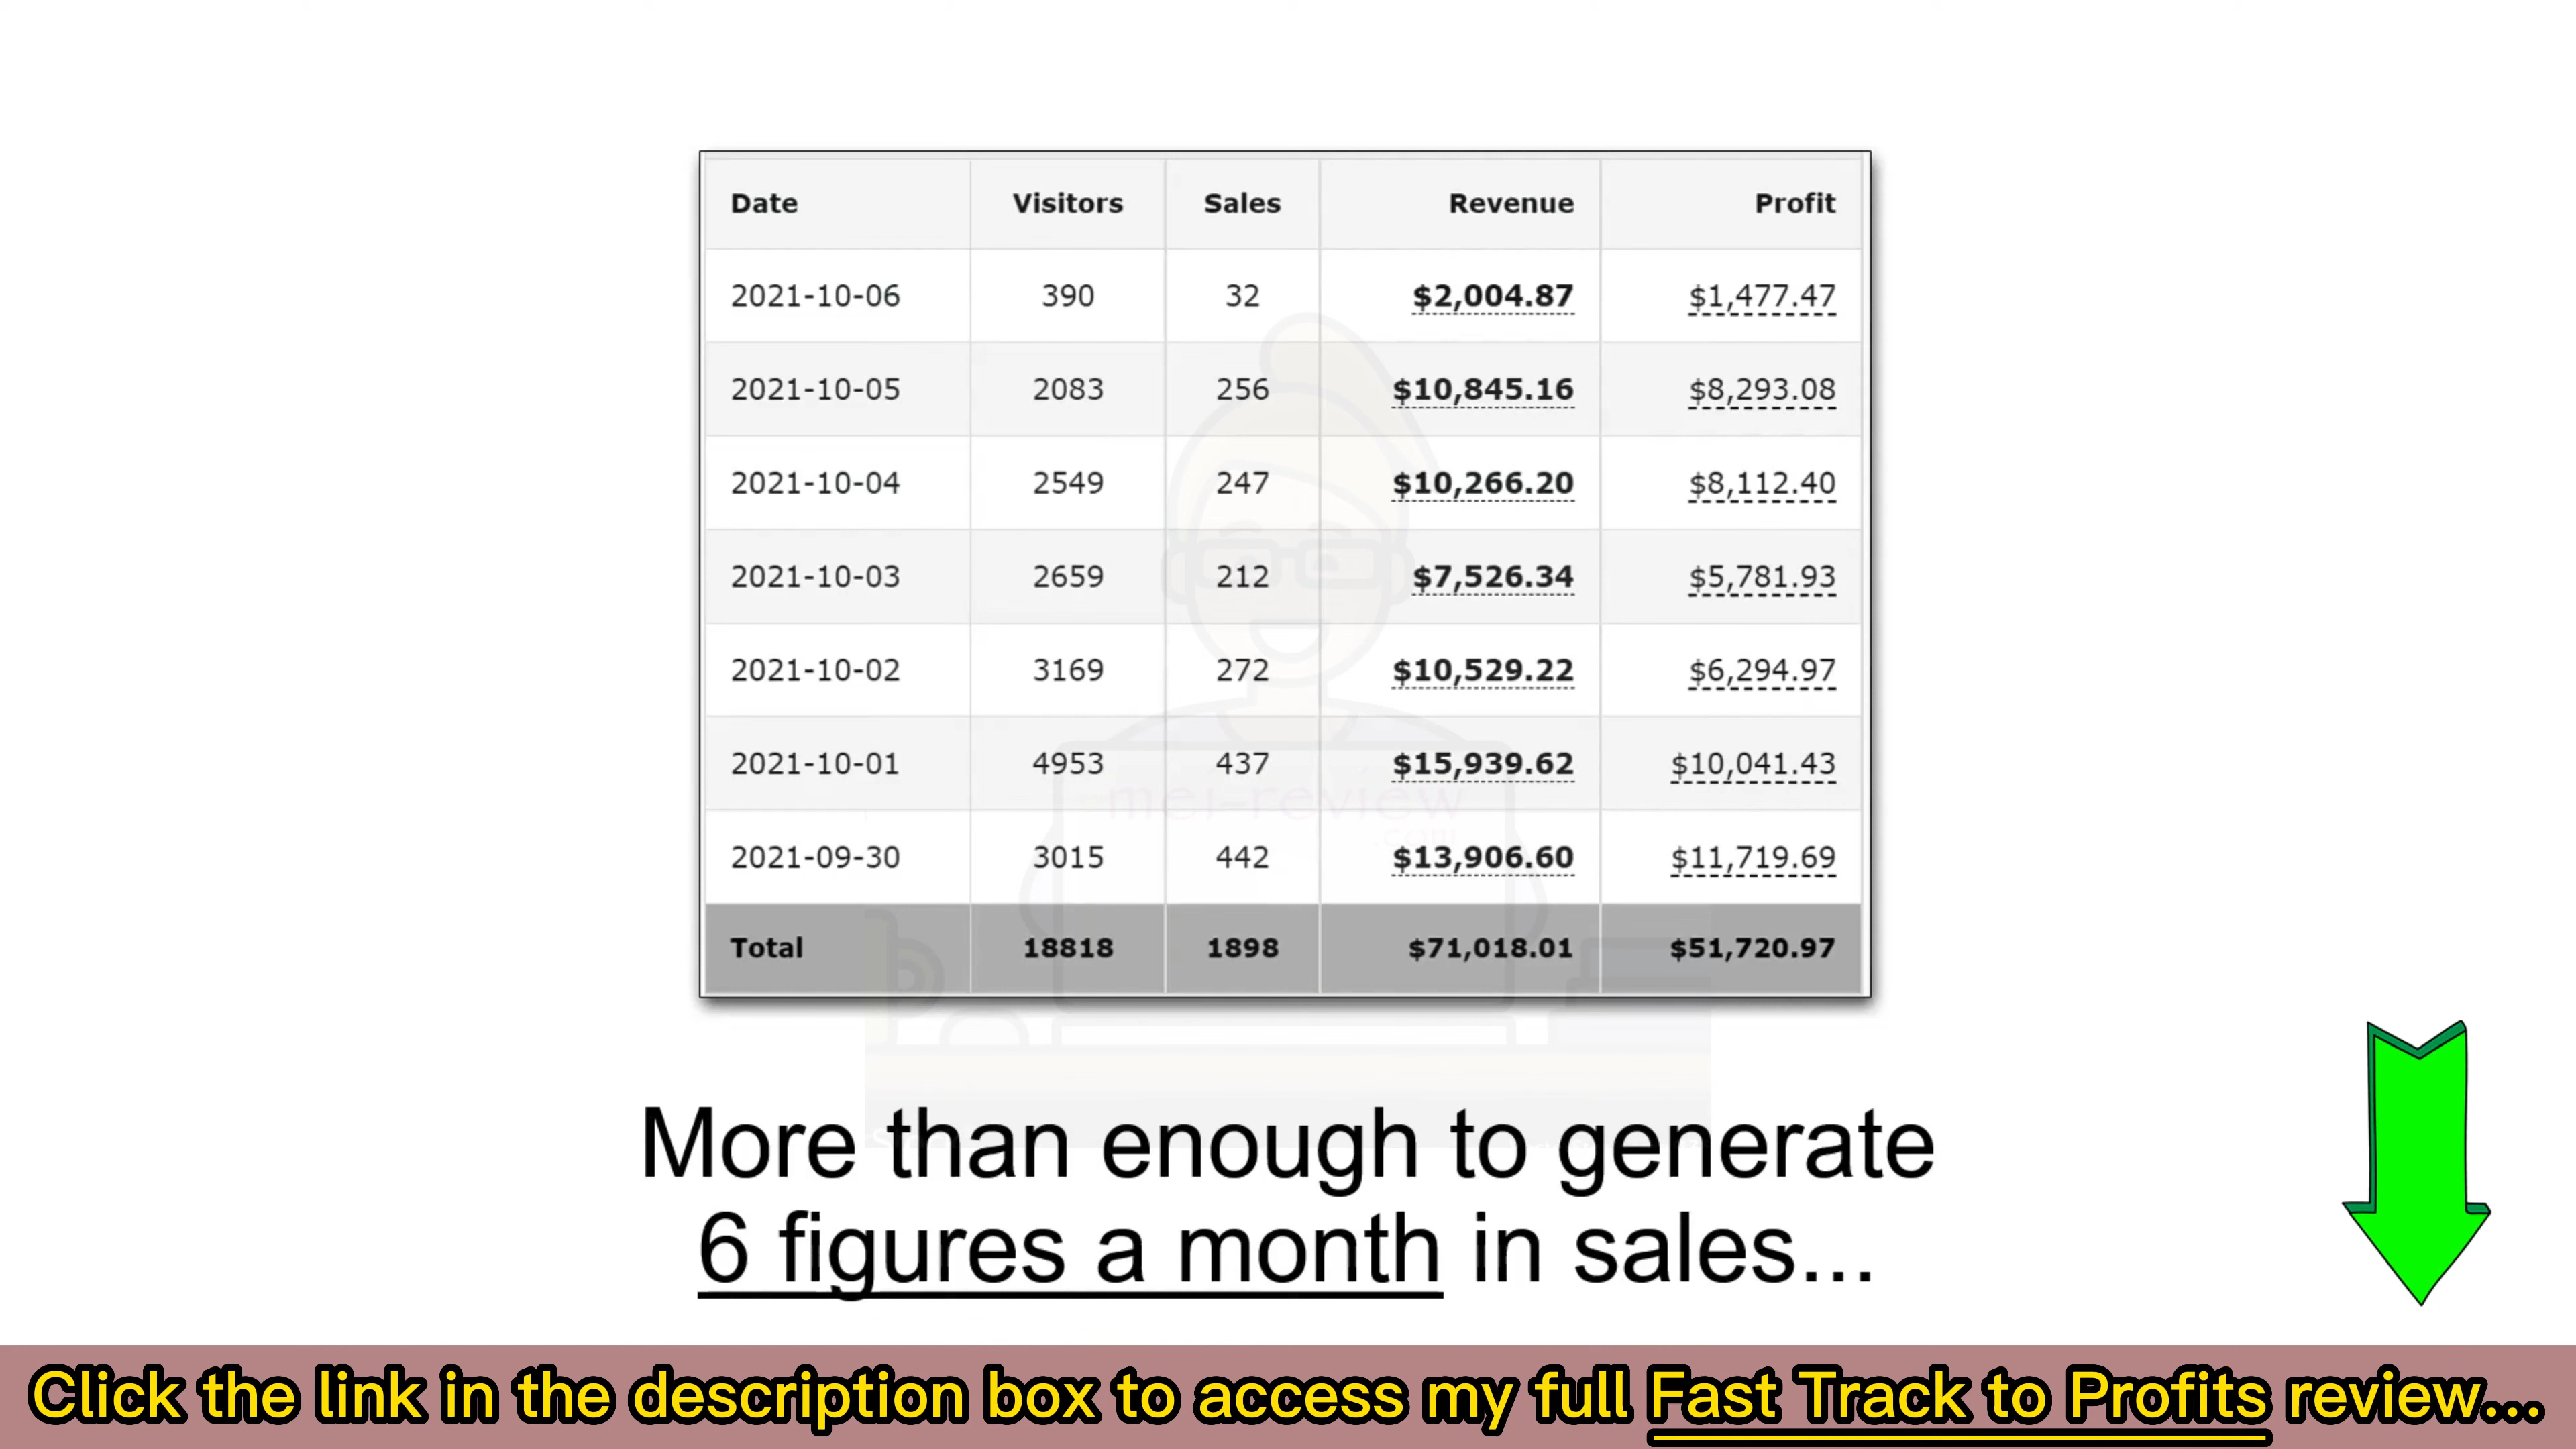 Date Visitors Sales Revenue Profit
2021-10-06 390 32 $2,004.87 $1,477.47
2021-10-05 2083 256 $10,845.16 $8,293.08
2021-10-04 2549 247 $10,266.20 $8,112.40
2021-10-03 2659 212 $7,526.34 $5,781.93
2021-10-02 3169 272 $10,529.22 $6,294.97
2021-10-01 4953 437 $15,939.62 $10,041.43
mei-review
.com
2021-09-30 3015 442 $13,906.60 $11,719.69
Total 18818 1898 $71,018.01 $51,720.97
More than enough to generate
6 figures a month in sales...
Click the link in the description box to access my full Fast Track to Profits review...